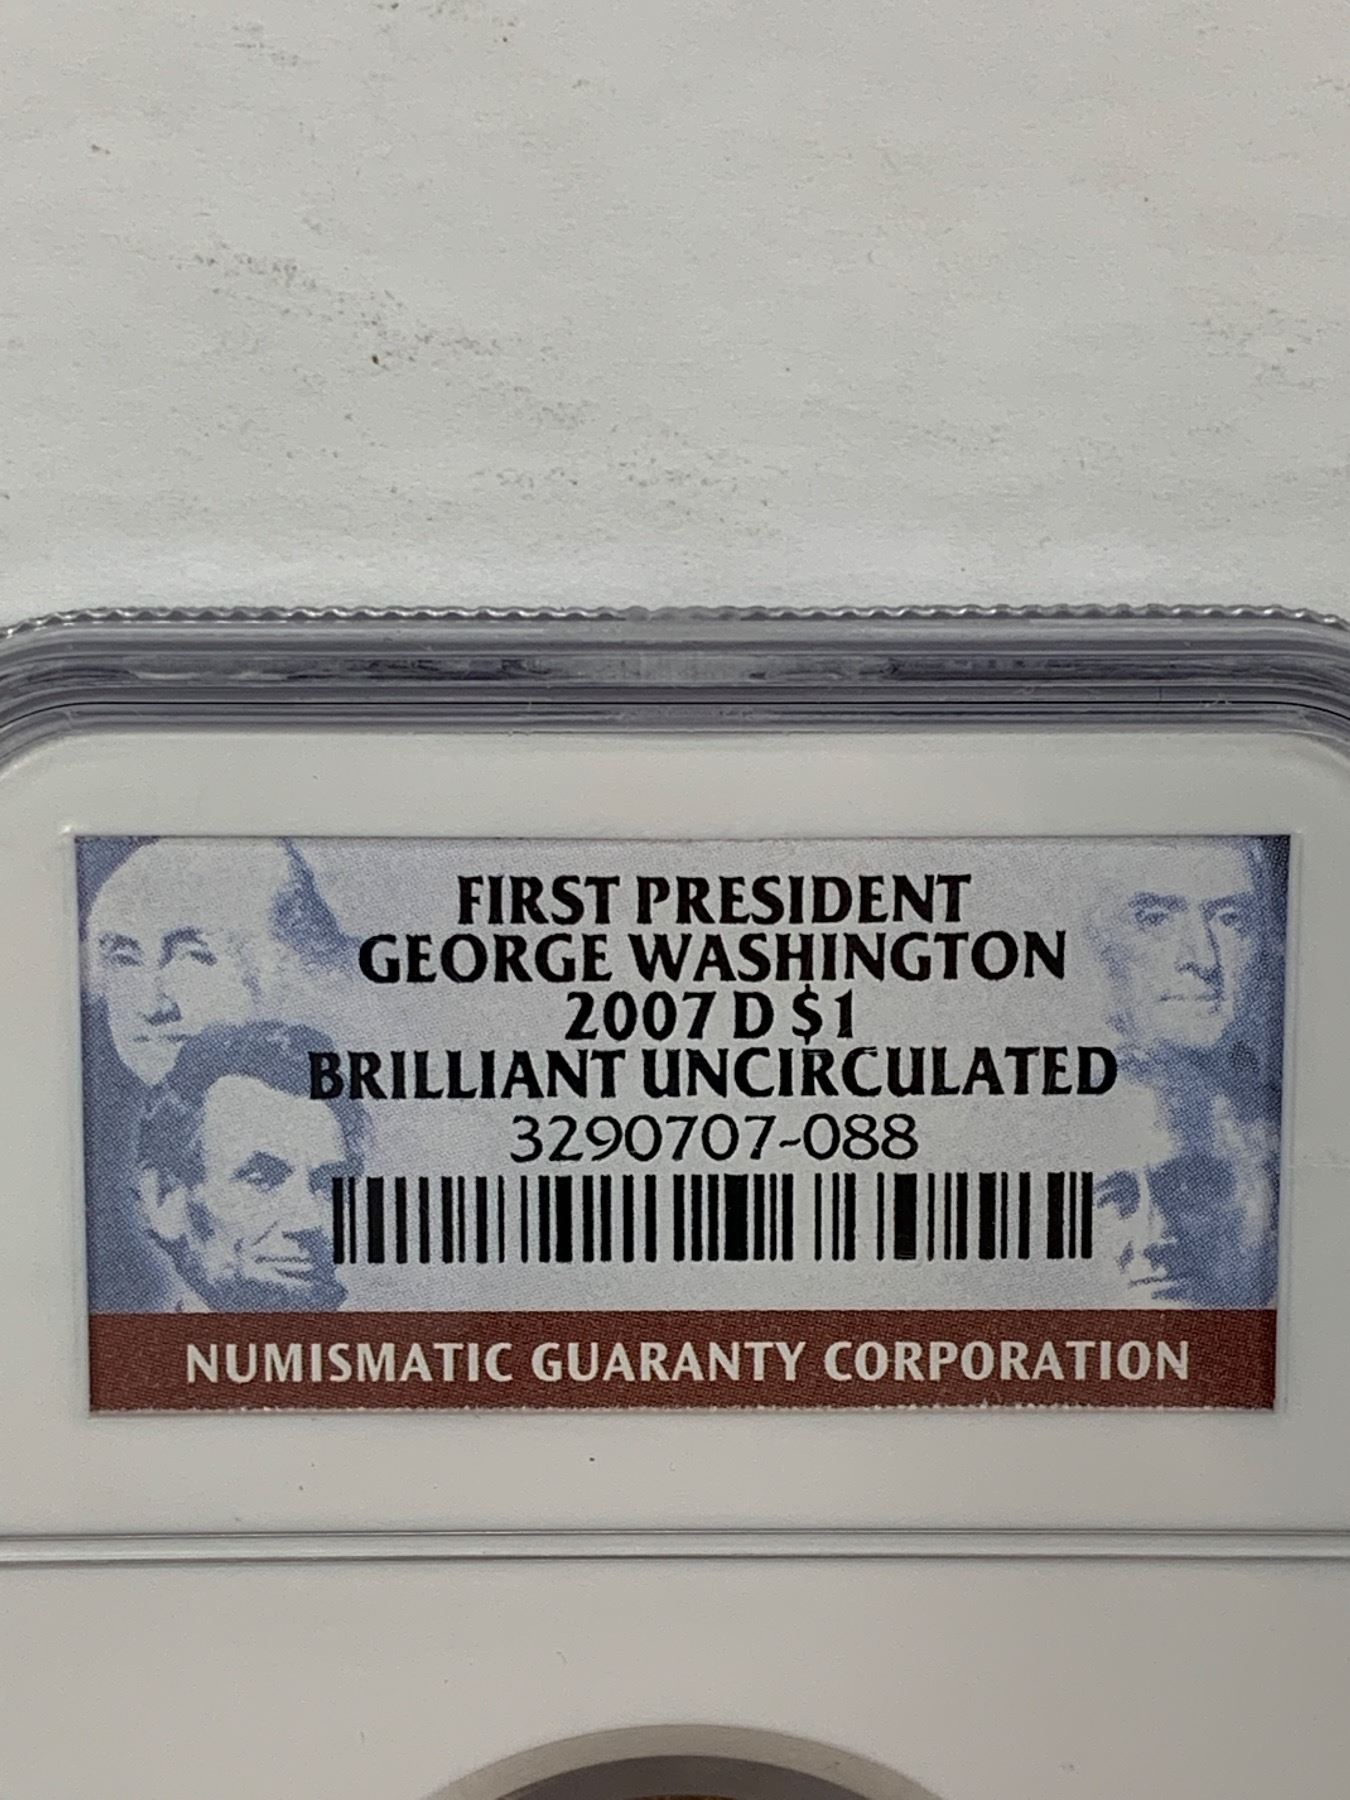 FIRST PRESIDENT
GEORGE WASHINGTON
2007 D $1
BRILLIANT UNCIRCULATED
3290707-088
NUMISMATIC GUARANTY CORPORATION